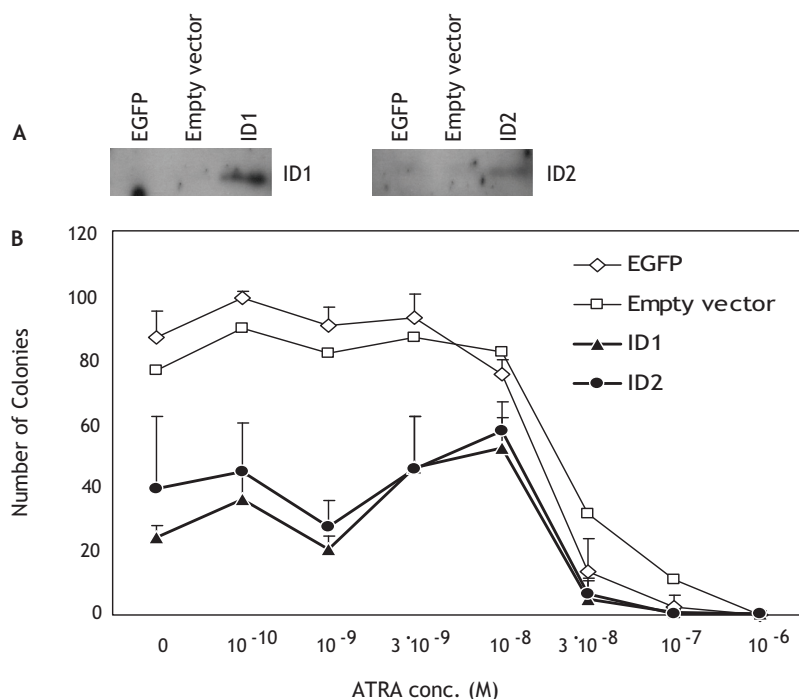 A
EGFP
Empty vector
ID1
ID1
EGFP
Empty vector
ID2
ID2
B
Number of Colonies
120
100
80
60
40
20
0
EGFP
Empty vector
ID1
ID2
0 10⁻¹⁰ 10⁻⁹ 3·10⁻⁹ 10⁻⁸ 3·10⁻⁸ 10⁻⁷ 10⁻⁶
ATRA conc. (M)